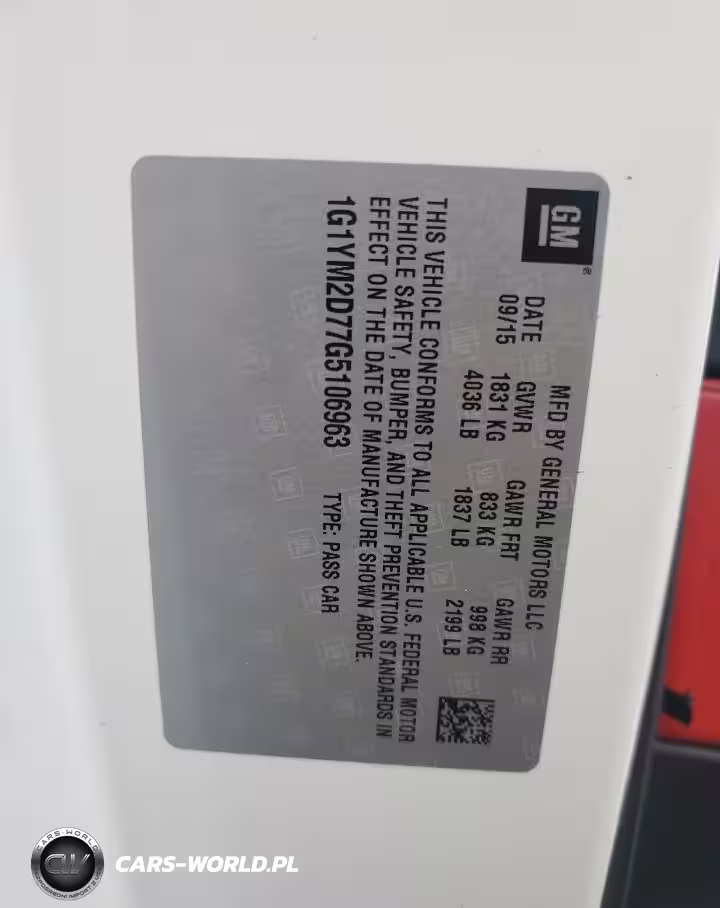 GM
MFD BY GENERAL MOTORS LLC
DATE GVWR GAWR FRT GAWR RR
09/15 1831 KG 833 KG 998 KG
4036 LB 1837 LB 2199 LB
THIS VEHICLE CONFORMS TO ALL APPLICABLE U.S. FEDERAL MOTOR
VEHICLE SAFETY, BUMPER, AND THEFT PREVENTION STANDARDS IN
EFFECT ON THE DATE OF MANUFACTURE SHOWN ABOVE.
1G1YM2D77G5106963 TYPE: PASS CAR
CARS-WORLD
CW
CARS-WORLD.PL